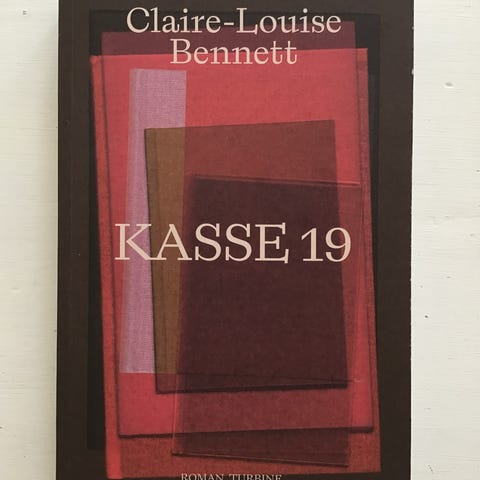 Claire-Louise
Bennett
KASSE 19
ROMAN TURBINE